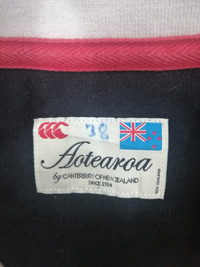 38
Aotearoa
by CANTERBURY OF NEW ZEALAND
SINCE 1904